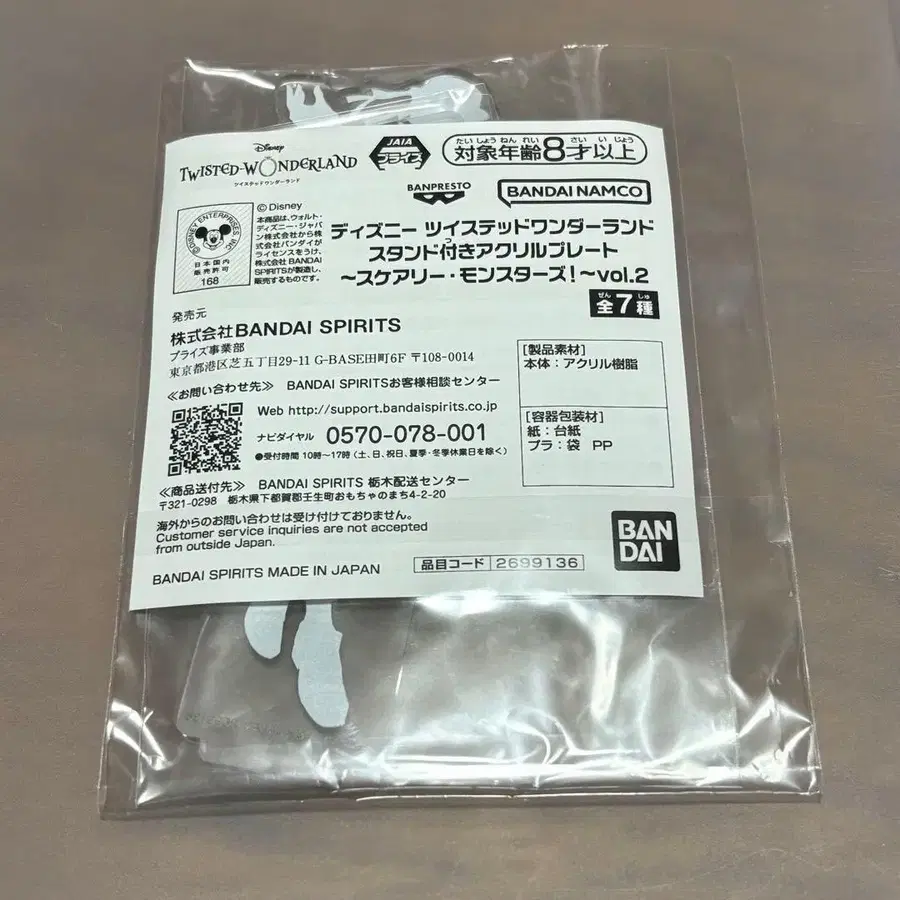 Disney
TWISTED-WONDERLAND
ツイステッドワンダーランド
JAIA
プライズ
たいしょうねんれい さいいじょう
対象年齢8才以上
BANPRESTO
BANDAI NAMCO
©DISNEY ENTERPRISES INC
日本国内
販売許可
168
©Disney
本商品は、ウォルト・
ディズニー・ジャパ
ン株式会社から株
式会社バンダイが
ライセンスをうけ、
株式会社BANDAI
SPIRITSが製造し、
販売するものです。
ディズニー ツイステッドワンダーランド
スタンド付きアクリルプレート
つ
～スケアリー・モンスターズ!～vol.2
ぜん しゅ
全7種
発売元
株式会社BANDAI SPIRITS
プライズ事業部
東京都港区芝五丁目29-11 G-BASE田町6F 〒108-0014
≪お問い合わせ先≫ BANDAI SPIRITSお客様相談センター
Web http://support.bandaispirits.co.jp
ナビダイヤル 0570-078-001
●受付時間 10時〜17時(土、日、祝日、夏季・冬季休業日を除く)
≪商品送付先≫ BANDAI SPIRITS 栃木配送センター
〒321-0298 栃木県下都賀郡壬生町おもちゃのまち4-2-20
[製品素材]
本体：アクリル樹脂
[容器包装材]
紙：台紙
プラ：袋 PP
海外からのお問い合わせは受け付けておりません。
Customer service inquiries are not accepted
from outside Japan.
BANDAI SPIRITS MADE IN JAPAN
品目コード 2699136
BAN
DAI